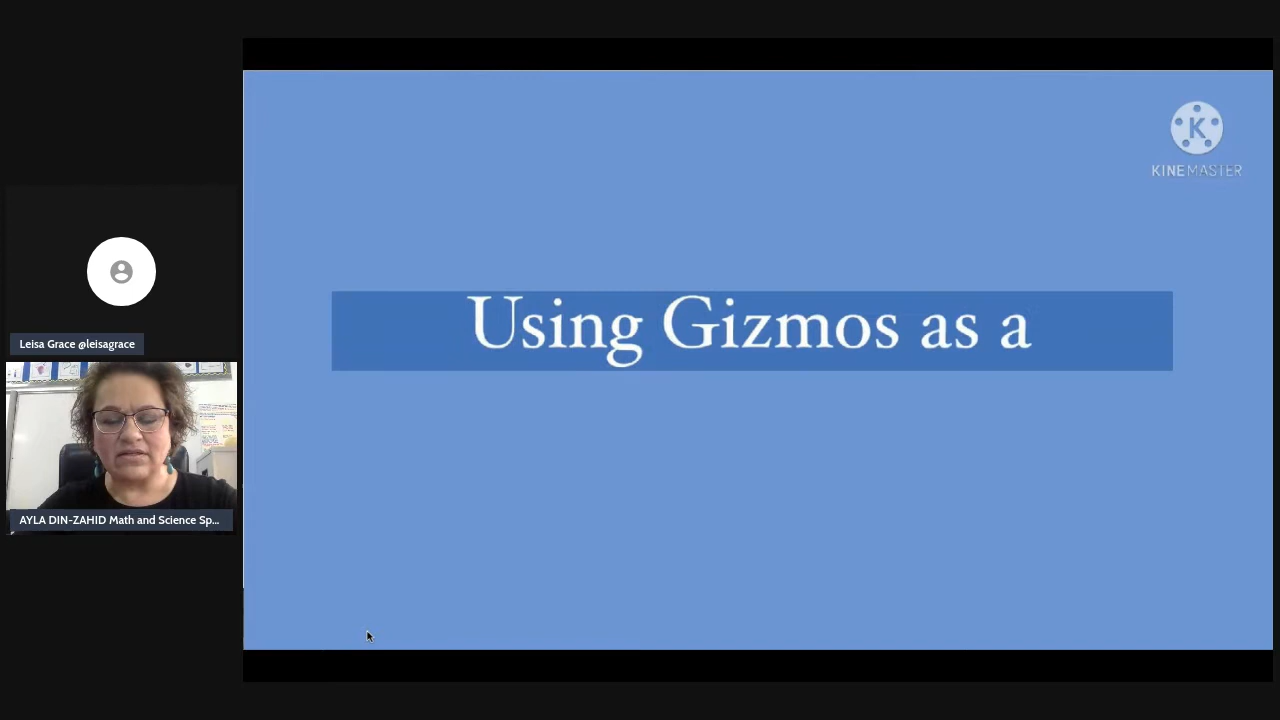 K
KINEMASTER
Using Gizmos as a
Leisa Grace @leisagrace
AYLA DIN-ZAHID Math and Science Sp...